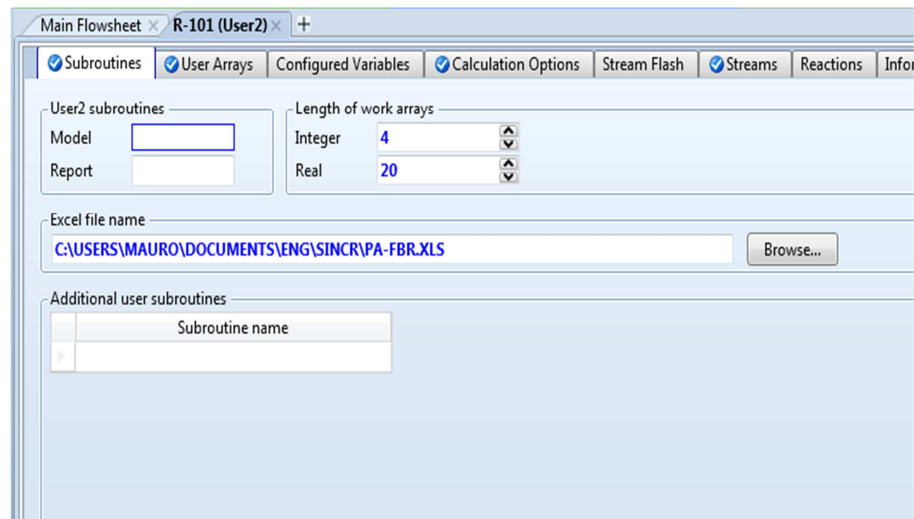 Main Flowsheet R-101 (User2)
Subroutines User Arrays Configured Variables Calculation Options Stream Flash Streams Reactions Infor
User2 subroutines Length of work arrays
Model Integer 4
Report Real 20
Excel file name
C:\USERS\MAURO\DOCUMENTS\ENG\SINCR\PA-FBR.XLS Browse...
Additional user subroutines
Subroutine name